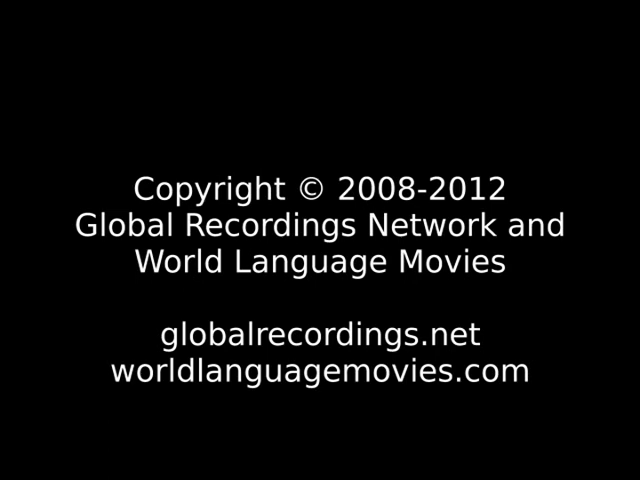 Copyright © 2008-2012
Global Recordings Network and
World Language Movies
globalrecordings.net
worldlanguagemovies.com